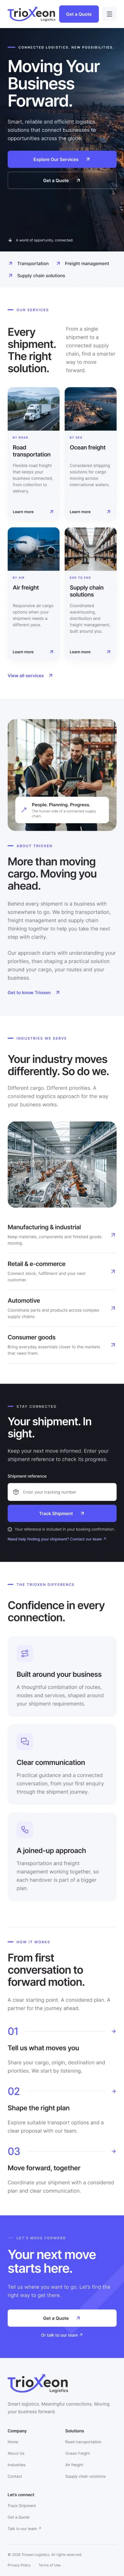 TrioXeon
Logistics
Get a Quote
CONNECTED LOGISTICS. NEW POSSIBILITIES.
Moving Your
Business
Forward.
Smart, reliable and efficient logistics
solutions that connect businesses to
opportunities across the globe.
Explore Our Services
Get a Quote
A world of opportunity, connected.
Transportation
Freight management
Supply chain solutions
OUR SERVICES
Every
shipment.
The right
solution.
From a single
shipment to a
connected supply
chain, find a smarter
way to move
forward.
BY ROAD
Road
transportation
Flexible road freight
that keeps your
business connected,
from collection to
delivery.
Learn more
BY SEA
Ocean freight
Considered shipping
solutions for cargo
moving across
international waters.
Learn more
BY AIR
Air freight
Responsive air cargo
options when your
shipment needs a
different pace.
Learn more
END TO END
Supply chain
solutions
Coordinated
warehousing,
distribution and
freight management,
built around you.
Learn more
View all services
People. Planning. Progress.
The human side of a connected supply
chain.
ABOUT TRIOXEN
More than moving
cargo. Moving you
ahead.
Behind every shipment is a business with
somewhere to go. We bring transportation,
freight management and supply chain
thinking together to help you take the next
step with clarity.
Our approach starts with understanding your
priorities, then shaping a practical solution
around your cargo, your routes and your
business.
Get to know Trioxen
INDUSTRIES WE SERVE
Your industry moves
differently. So do we.
Different cargo. Different priorities. A
considered logistics approach for the way
your business works.
Manufacturing & industrial
Keep materials, components and finished goods
moving.
Retail & e-commerce
Connect stock, fulfillment and your next
customer.
Automotive
Coordinate parts and products across complex
supply chains.
Consumer goods
Bring everyday essentials closer to the markets
that need them.
STAY CONNECTED
Your shipment. In
sight.
Keep your next move informed. Enter your
shipment reference to check its progress.
Shipment reference
Enter your tracking number
Track Shipment
Your reference is included in your booking confirmation.
Need help finding your shipment? Contact our team ↗
THE TRIOXEN DIFFERENCE
Confidence in every
connection.
Built around your business
A thoughtful combination of routes,
modes and services, shaped around
your shipment requirements.
Clear communication
Practical guidance and a connected
conversation, from your first enquiry
through the shipment journey.
A joined-up approach
Transportation and freight
management working together, so
each handover is part of a bigger
plan.
HOW IT WORKS
From first
conversation to
forward motion.
A clear starting point. A considered plan. A
partner for the journey ahead.
01
Tell us what moves you
Share your cargo, origin, destination and
priorities. We start by listening.
02
Shape the right plan
Explore suitable transport options and a
clear proposal with our team.
03
Move forward, together
Coordinate your shipment with a considered
plan and clear communication.
LET'S MOVE FORWARD
Your next move
starts here.
Tell us where you want to go. Let's find the
right way to get there.
Get a Quote
Or talk to our team ↗
TrioXeon
Logistics
Smart logistics. Meaningful connections. Moving
your business forward.
Company
Home
About Us
Industries
Contact
Solutions
Road transportation
Ocean freight
Air freight
Supply chain solutions
Let's connect
Track Shipment
Get a Quote
Talk to our team ↗
© 2026 Trioxen Logistics. All rights reserved.
Privacy Policy
Terms of Use